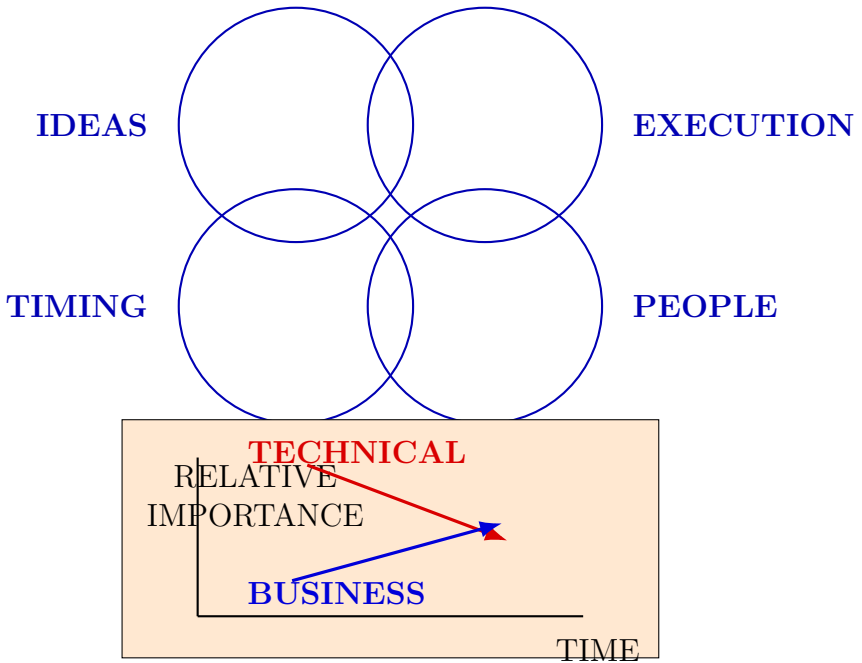 IDEAS
EXECUTION
TIMING
PEOPLE
TECHNICAL
RELATIVE
IMPORTANCE
BUSINESS
TIME